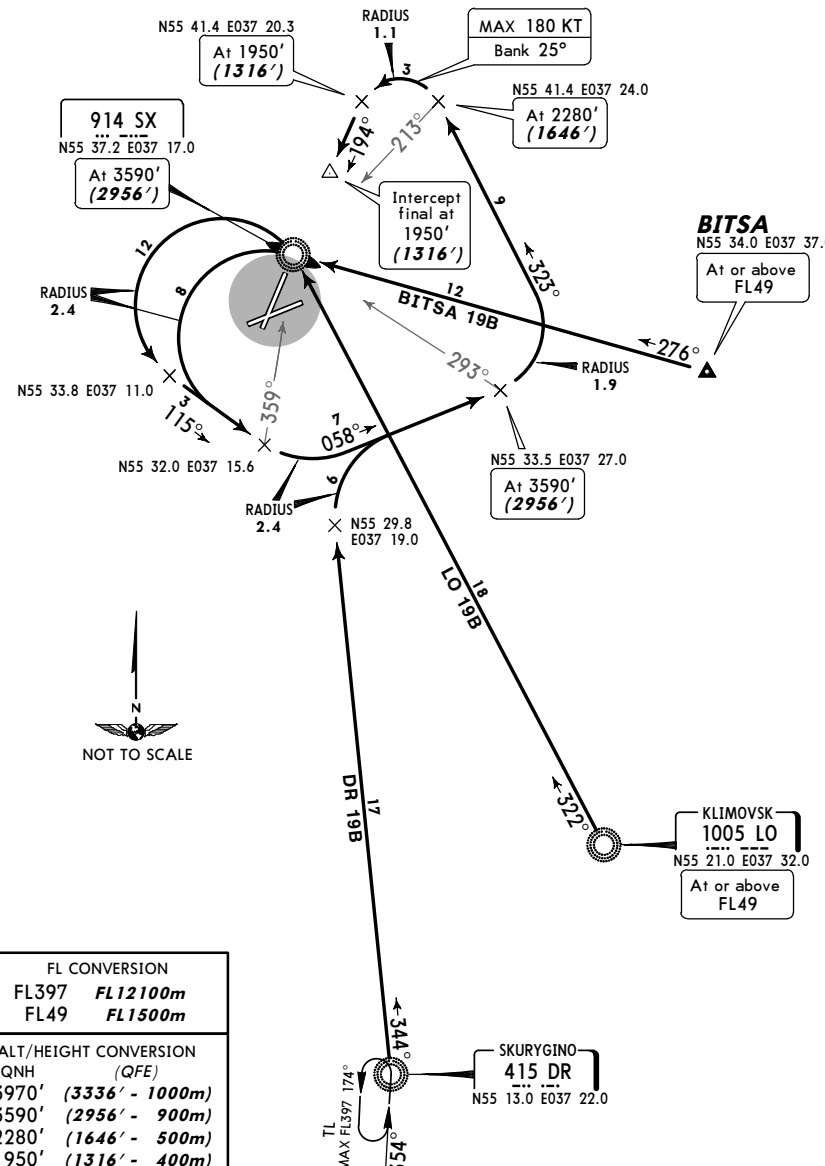 N55 41.4 E037 20.3
At 1950'
(1316')
RADIUS
1.1
MAX 180 KT
Bank 25°
3
N55 41.4 E037 24.0
At 2280'
(1646')
914 SX
N55 37.2 E037 17.0
At 3590'
(2956')
194°
213°
Intercept
final at
1950'
(1316')
9
323°
BITSA
N55 34.0 E037 37.
At or above
FL49
12
8
RADIUS
2.4
12
BITSA 19B
276°
293°
359°
RADIUS
1.9
N55 33.8 E037 11.0
3
115°
7
058°
N55 32.0 E037 15.6
N55 33.5 E037 27.0
At 3590'
(2956')
6
RADIUS
2.4
N55 29.8
E037 19.0
18
LO 19B
N
NOT TO SCALE
17
DR 19B
322°
KLIMOVSK
1005 LO
N55 21.0 E037 32.0
At or above
FL49
344°
SKURYGINO
415 DR
N55 13.0 E037 22.0
TL
MAX FL397 174°
354°
FL CONVERSION
FL397 FL12100m
FL49 FL1500m
ALT/HEIGHT CONVERSION
QNH (QFE)
3970' (3336' - 1000m)
3590' (2956' - 900m)
2280' (1646' - 500m)
1950' (1316' - 400m)